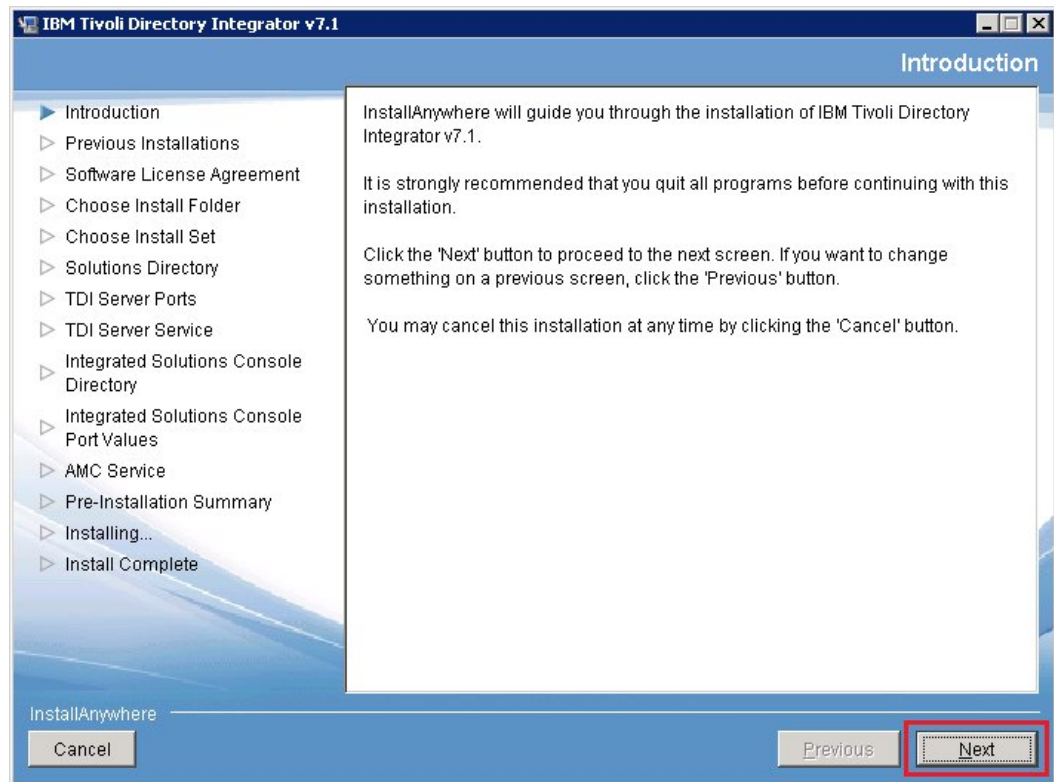 IBM Tivoli Directory Integrator v7.1
Introduction
Introduction
Previous Installations
Software License Agreement
Choose Install Folder
Choose Install Set
Solutions Directory
TDI Server Ports
TDI Server Service
Integrated Solutions Console
Directory
Integrated Solutions Console
Port Values
AMC Service
Pre-Installation Summary
Installing...
Install Complete
InstallAnywhere will guide you through the installation of IBM Tivoli Directory
Integrator v7.1.
It is strongly recommended that you quit all programs before continuing with this
installation.
Click the 'Next' button to proceed to the next screen. If you want to change
something on a previous screen, click the 'Previous' button.
You may cancel this installation at any time by clicking the 'Cancel' button.
InstallAnywhere
Cancel
Previous
Next